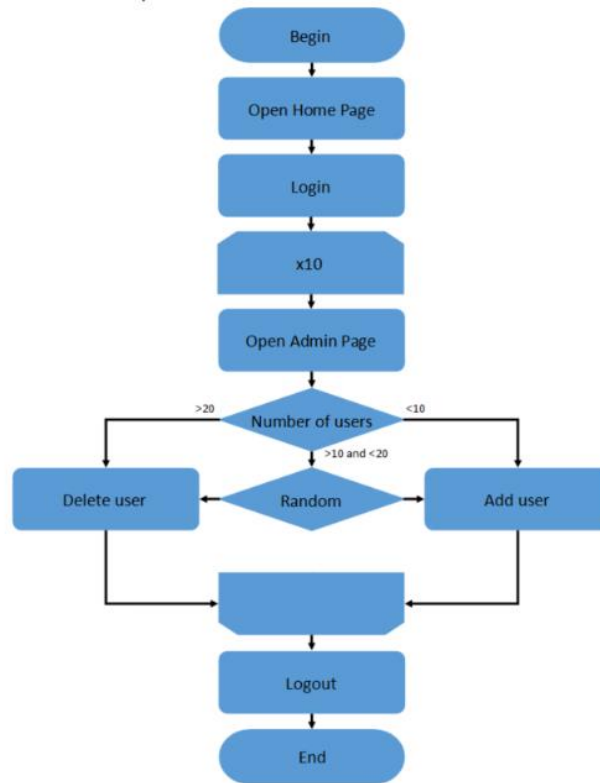 Begin
Open Home Page
Login
x10
Open Admin Page
>20
Number of users
<10
>10 and <20
Delete user
Random
Add user
Logout
End